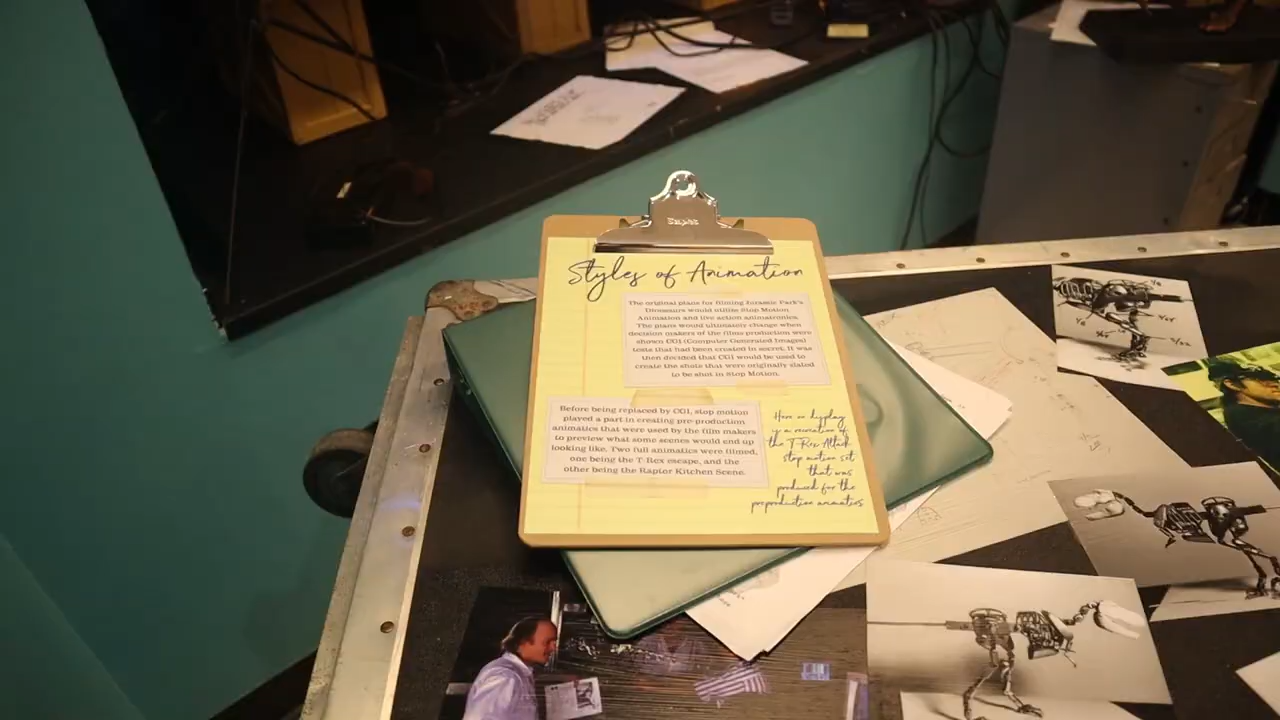 Staples
Styles of Animation
The original plans for filming Jurassic Park's
Dinosaurs would utilize Stop Motion
Animation and live action animatronics.
The plans would ultimately change when
decision makers of the films production were
shown CGI (Computer Generated Images)
tests that had been created in secret. It was
then decided that CGI would be used to
create the shots that were originally slated
to be shot in Stop Motion.
Before being replaced by CGI, stop motion
played a part in creating pre-production
animatics that were used by the film makers
to preview what some scenes would end up
looking like. Two full animatics were filmed,
one being the T-Rex escape, and the
other being the Raptor Kitchen Scene.
Here on display
is a recreation of
the T-Rex Attack
stop motion set
that was
produced for the
preproduction animatics